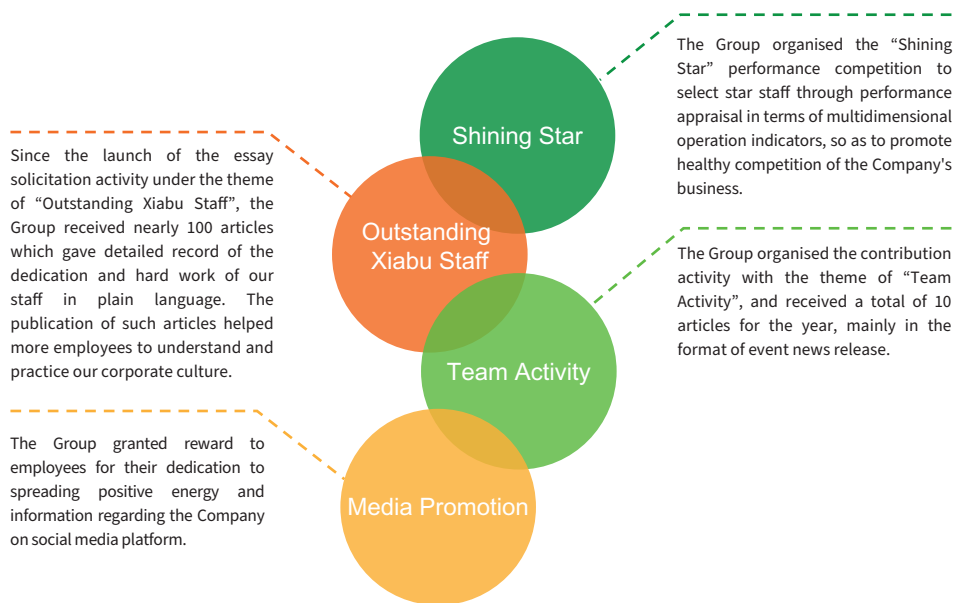 The Group organised the “Shining
Star” performance competition to
select star staff through performance
appraisal in terms of multidimensional
operation indicators, so as to promote
healthy competition of the Company's
business.
Shining Star
Since the launch of the essay
solicitation activity under the theme
of “Outstanding Xiabu Staff”, the
Group received nearly 100 articles
which gave detailed record of the
dedication and hard work of our
staff in plain language. The
publication of such articles helped
more employees to understand and
practice our corporate culture.
Outstanding
Xiabu Staff
The Group organised the contribution
activity with the theme of “Team
Activity”, and received a total of 10
articles for the year, mainly in the
format of event news release.
Team Activity
The Group granted reward to
employees for their dedication to
spreading positive energy and
information regarding the Company
on social media platform.
Media Promotion